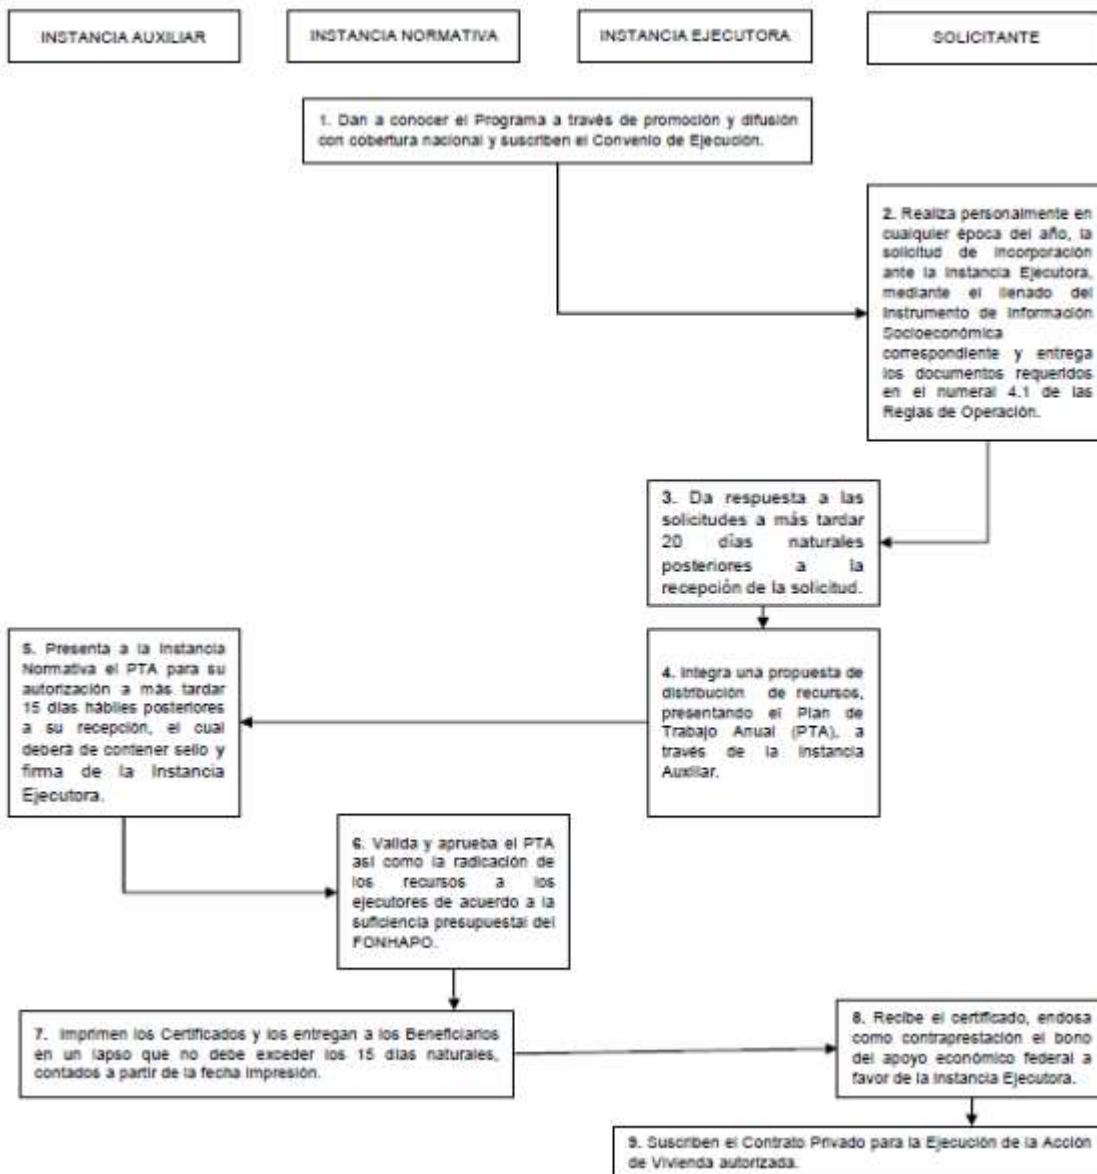 INSTANCIA AUXILIAR
INSTANCIA NORMATIVA
INSTANCIA EJECUTORA
SOLICITANTE
1. Dan a conocer el Programa a través de promoción y difusión
con cobertura nacional y suscriben el Convenio de Ejecución.
2. Realiza personalmente en
cualquier época del año, la
solicitud de incorporación
ante la Instancia Ejecutora,
mediante el llenado del
Instrumento de Información
Socioeconómica
correspondiente y entrega
los documentos requeridos
en el numeral 4.1 de las
Reglas de Operación.
3. Da respuesta a las
solicitudes a más tardar
20 días naturales
posteriores a la
recepción de la solicitud.
4. Integra una propuesta de
distribución de recursos,
presentando el Plan de
Trabajo Anual (PTA), a
través de la Instancia
Auxiliar.
5. Presenta a la Instancia
Normativa el PTA para su
autorización a más tardar
15 días hábiles posteriores
a su recepción, el cual
deberá de contener sello y
firma de la Instancia
Ejecutora.
6. Valida y aprueba el PTA
así como la radicación de
los recursos a los
ejecutores de acuerdo a la
suficiencia presupuestal del
FONHAPO.
7. Imprimen los Certificados y los entregan a los Beneficiarios
en un lapso que no debe exceder los 15 días naturales,
contados a partir de la fecha impresión.
8. Recibe el certificado, endosa
como contraprestación el bono
del apoyo económico federal a
favor de la Instancia Ejecutora.
9. Suscriben el Contrato Privado para la Ejecución de la Acción
de Vivienda autorizada.